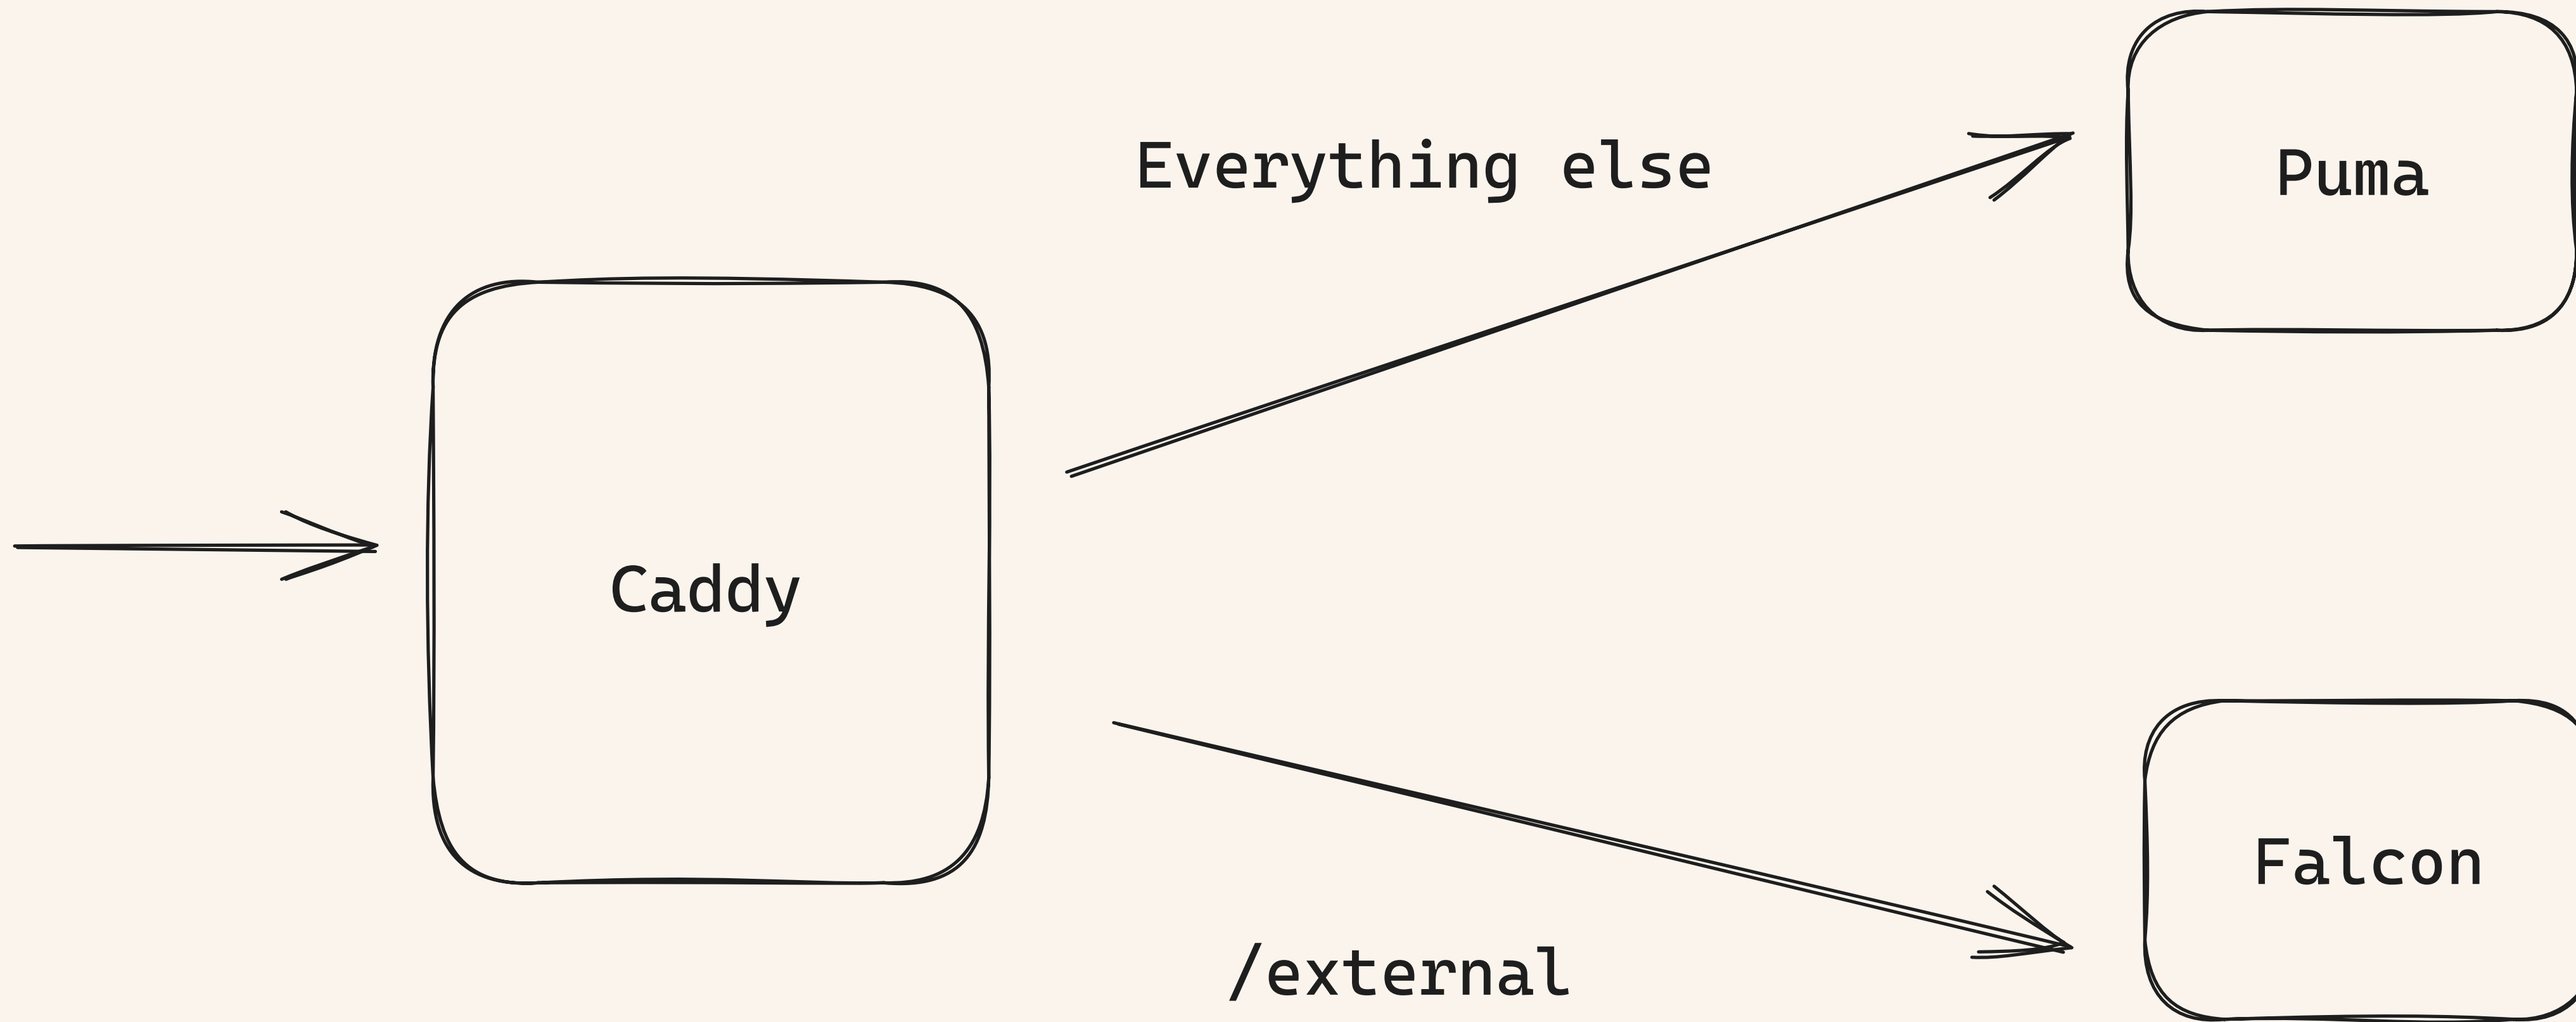 Everything else
Puma
Caddy
Falcon
/external